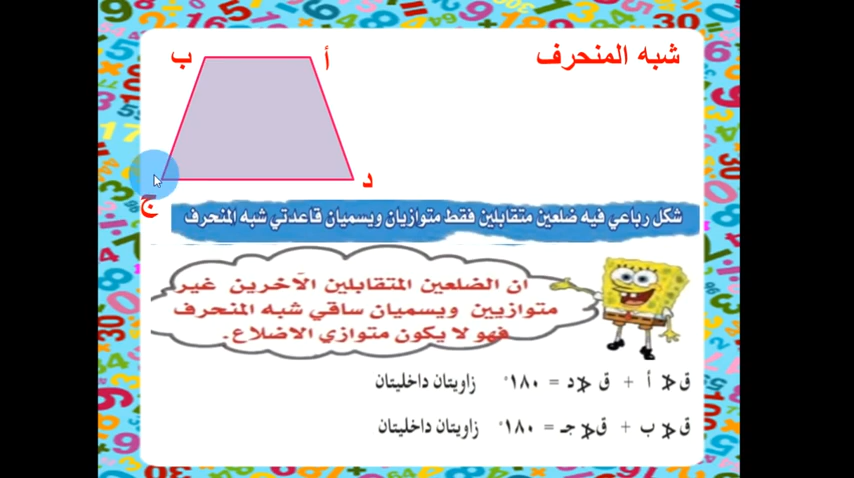 شبه المنحرف
أ
ب
د
ج
شكل رباعي فيه ضلعين متقابلين فقط متوازيان ويسميان قاعدتي شبه المنحرف
ان الضلعين المتقابلين الآخرين غير
متوازيين ويسميان ساقي شبه المنحرف
فهو لا يكون متوازي الاضلاع.
ق∢ أ + ق∢ د = ١٨٠° زاويتان داخليتان
ق∢ ب + ق∢ جـ = ١٨٠° زاويتان داخليتان